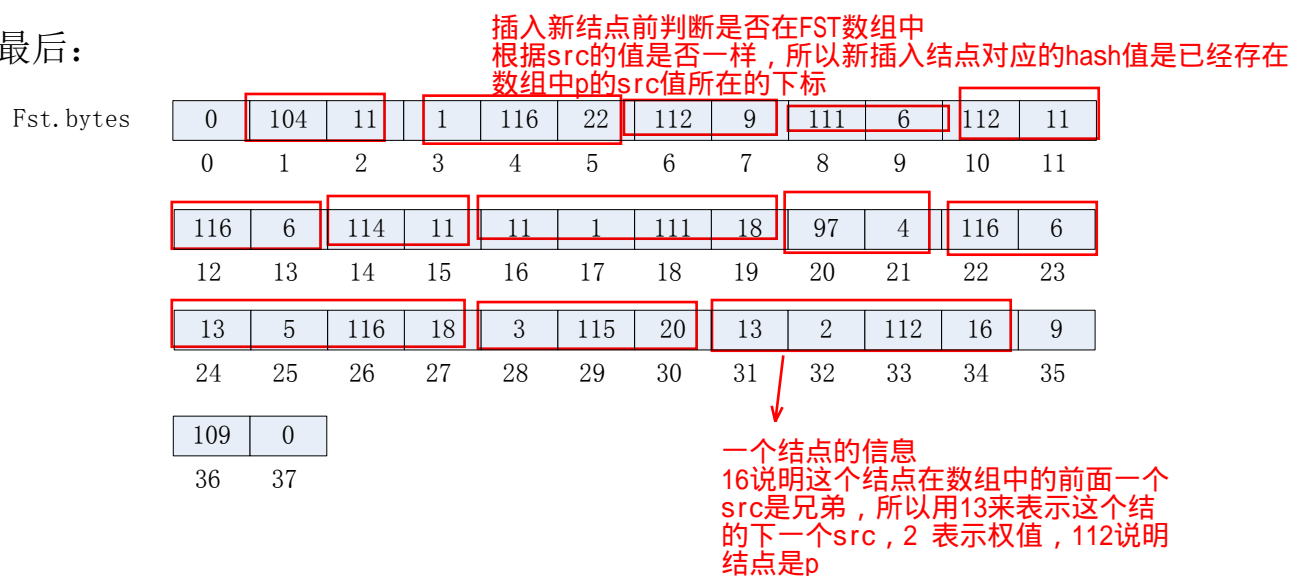 插入新结点前判断是否在FST数组中
最后：
根据src的值是否一样，所以新插入结点对应的hash值是已经存在
数组中p的src值所在的下标
Fst.bytes 0 104 11 1 116 22 112 9 111 6 112 11
0 1 2 3 4 5 6 7 8 9 10 11
116 6 114 11 11 1 111 18 97 4 116 6
12 13 14 15 16 17 18 19 20 21 22 23
13 5 116 18 3 115 20 13 2 112 16 9
24 25 26 27 28 29 30 31 32 33 34 35
109 0
36 37
一个结点的信息
16说明这个结点在数组中的前面一个
src是兄弟，所以用13来表示这个结
的下一个src，2 表示权值，112说明
结点是p